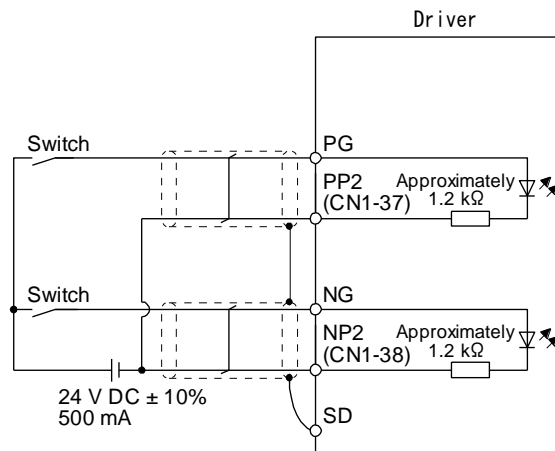 Driver
Switch
PG
PP2
(CN1-37)
Approximately
1.2 kΩ
Switch
NG
NP2
(CN1-38)
Approximately
1.2 kΩ
24 V DC ± 10%
500 mA
SD